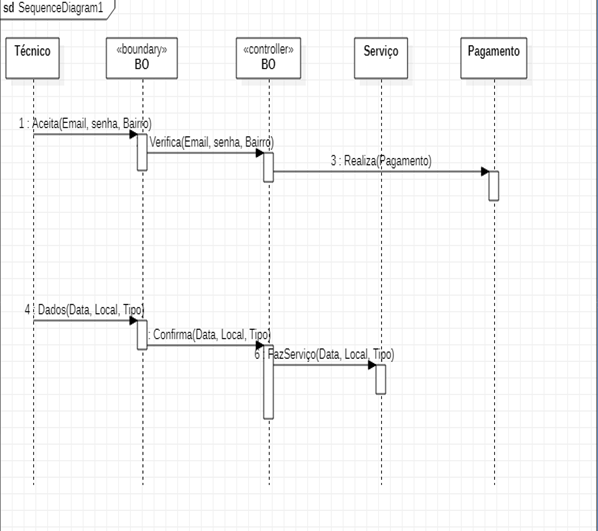 sd SequenceDiagram1
Técnico
«boundary»
BO
«controller»
BO
Serviço
Pagamento
1 : Aceita(Email, senha, Bairro)
Verifica(Email, senha, Bairro)
3 : Realiza(Pagamento)
4 : Dados(Data, Local, Tipo)
: Confirma(Data, Local, Tipo)
6 : FazServiço(Data, Local, Tipo)